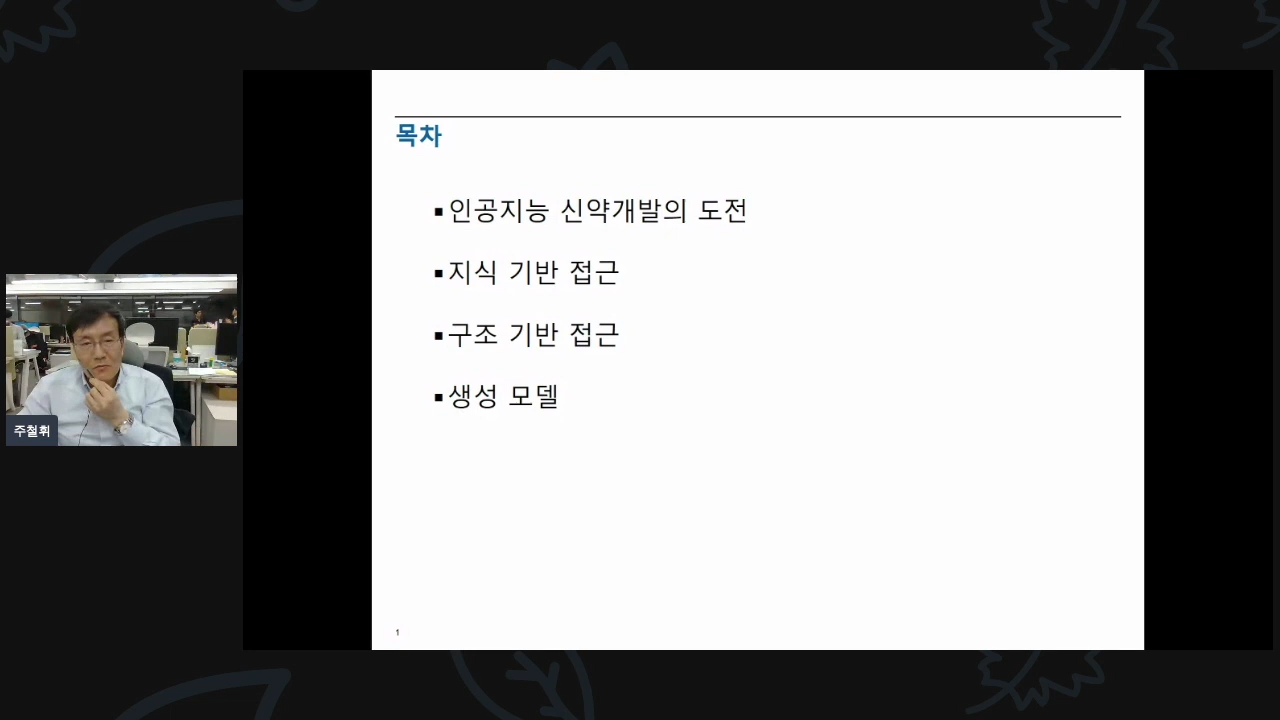 목차
▪인공지능 신약개발의 도전
▪지식 기반 접근
▪구조 기반 접근
▪생성 모델
주철휘
1